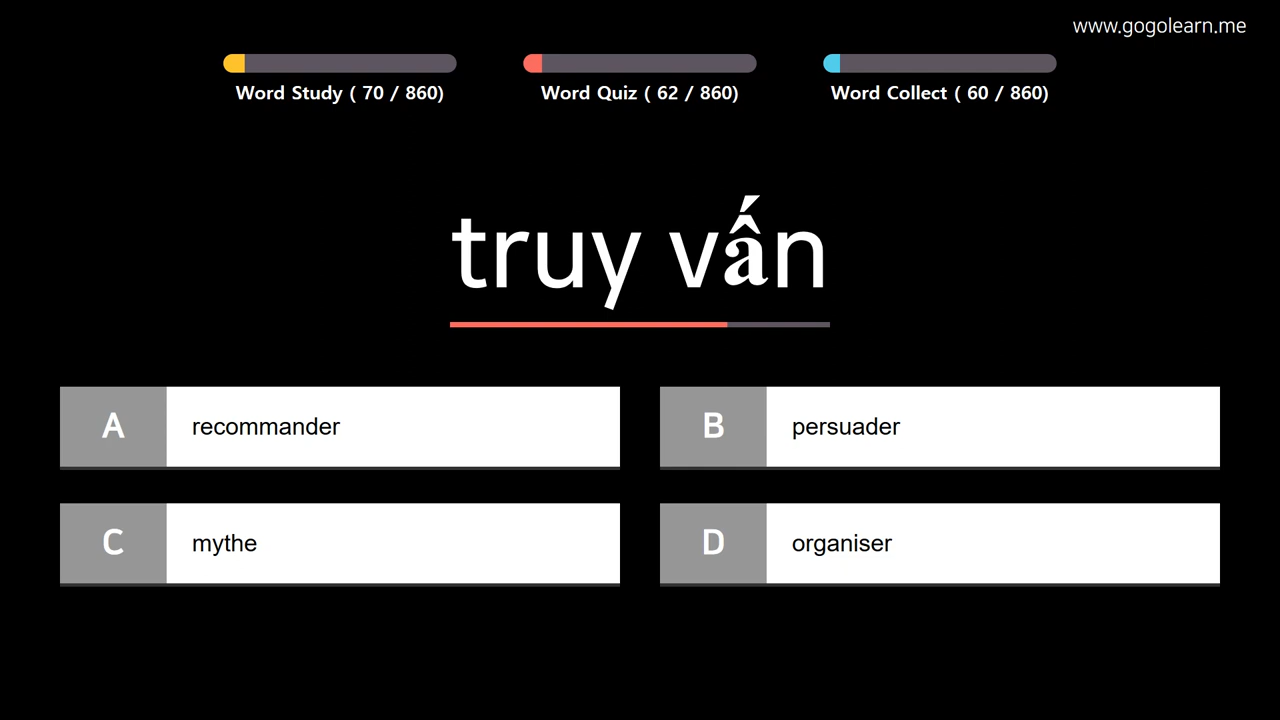 www.gogolearn.me
Word Study ( 70 / 860)
Word Quiz ( 62 / 860)
Word Collect ( 60 / 860)
truy vấn
A recommander
B persuader
C mythe
D organiser